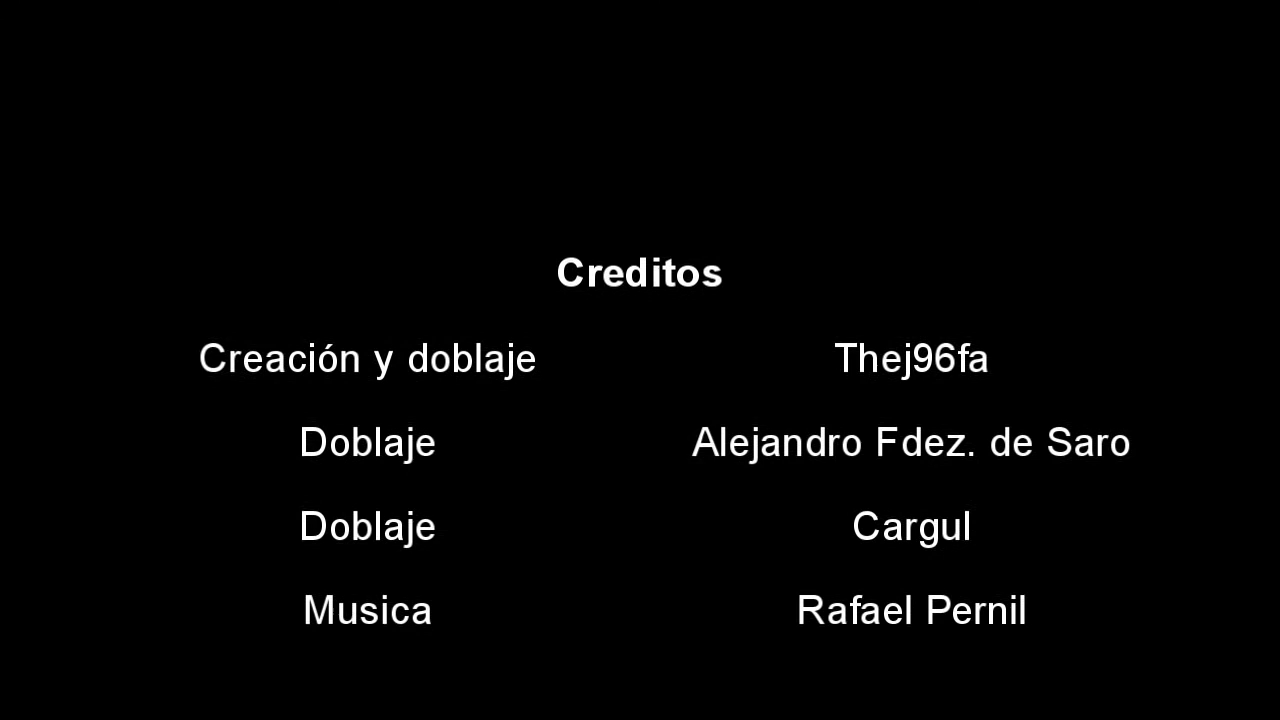 Creditos
Creación y doblaje Thej96fa
Doblaje Alejandro Fdez. de Saro
Doblaje Cargul
Musica Rafael Pernil